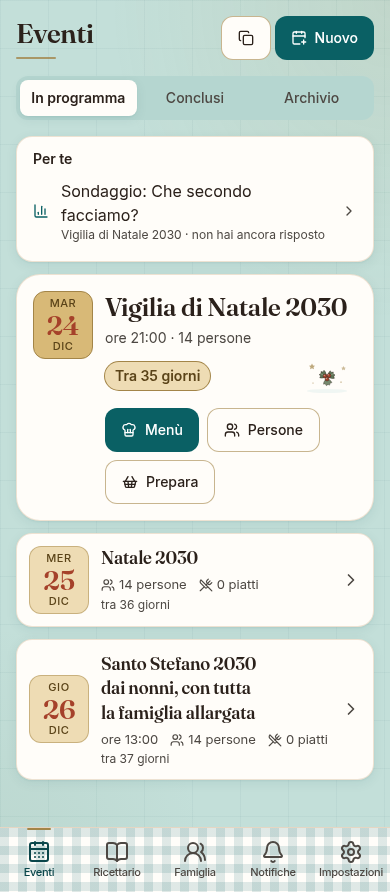 Eventi
Nuovo
In programma
Conclusi
Archivio
Per te
Sondaggio: Che secondo
facciamo?
Vigilia di Natale 2030 · non hai ancora risposto
MAR
24
DIC
Vigilia di Natale 2030
ore 21:00 · 14 persone
Tra 35 giorni
Menù
Persone
Prepara
MER
25
DIC
Natale 2030
14 persone
0 piatti
tra 36 giorni
GIO
26
DIC
Santo Stefano 2030
dai nonni, con tutta
la famiglia allargata
ore 13:00
14 persone
0 piatti
tra 37 giorni
Eventi
Ricettario
Famiglia
Notifiche
Impostazioni